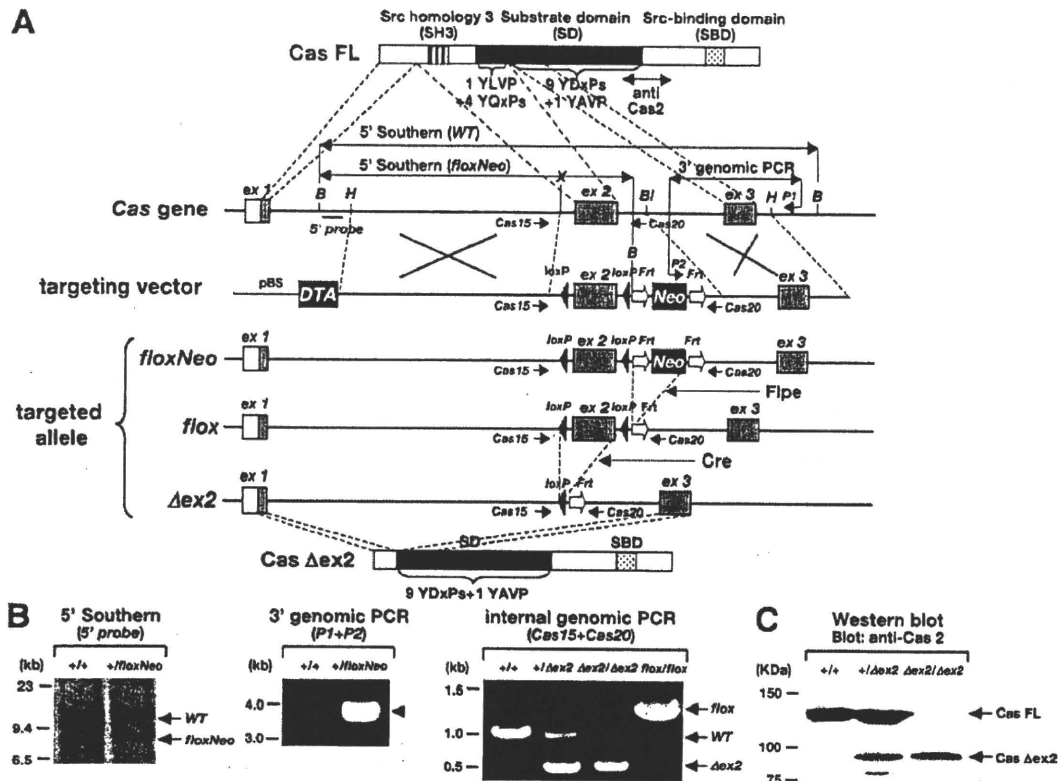 A
Src homology 3 (SH3)
Substrate domain (SD)
Src-binding domain (SBD)
Cas FL
1 YLVP +4 YQxPs
9 YDxPs +1 YAVP
anti Cas2
5' Southern (WT)
5' Southern (floxNeo)
3' genomic PCR
ex 1 B H X ex 2 BI ex 3 H P1 B
Cas gene
5' probe Cas15 Cas20
B P2
pBS loxP ex 2 loxP Frt Frt ex 3
targeting vector DTA Neo
Cas15 Cas20
targeted allele
ex 1 loxP ex 2 loxP Frt Frt ex 3
floxNeo Neo
Cas15 Cas20
Flpe
ex 1 loxP ex 2 loxP Frt ex 3
flox
Cas15 Cas20
Cre
ex 1 loxP Frt ex 3
Δex2
Cas15 Cas20
SD SBD
Cas Δex2
9 YDxPs+1 YAVP
B
5' Southern
(5' probe)
(kb) +/+ +/floxNeo
23
9.4
6.5
WT
floxNeo
3' genomic PCR
(P1+P2)
(kb) +/+ +/floxNeo
4.0
3.0
internal genomic PCR
(Cas15+Cas20)
(kb) +/+ +/Δex2 Δex2/Δex2 flox/flox
1.6
1.0
0.5
flox
WT
Δex2
C
Western blot
Blot: anti-Cas 2
(KDa) +/+ +/Δex2 Δex2/Δex2
150
100
75
Cas FL
Cas Δex2